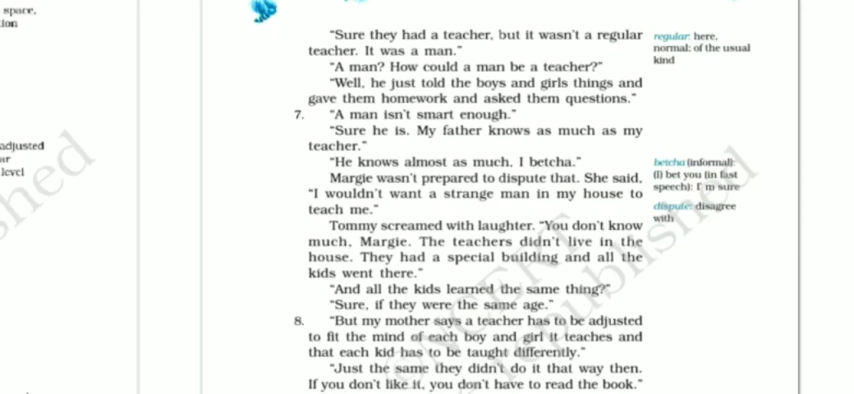 space.
ion
adjusted
ar
level
"Sure they had a teacher, but it wasn't a regular
teacher. It was a man."
"A man? How could a man be a teacher?"
"Well, he just told the boys and girls things and
gave them homework and asked them questions."
7. "A man isn't smart enough."
"Sure he is. My father knows as much as my
teacher."
"He knows almost as much, I betcha."
Margie wasn't prepared to dispute that. She said,
"I wouldn't want a strange man in my house to
teach me."
Tommy screamed with laughter. "You don't know
much, Margie. The teachers didn't live in the
house. They had a special building and all the
kids went there."
"And all the kids learned the same thing?"
"Sure, if they were the same age."
8. "But my mother says a teacher has to be adjusted
to fit the mind of each boy and girl it teaches and
that each kid has to be taught differently."
"Just the same they didn't do it that way then.
If you don't like it, you don't have to read the book."
regular: here,
normal; of the usual
kind
betcha (informal):
(I) bet you (in fast
speech): I'm sure
dispute: disagree
with
shed
©NCERT
republished